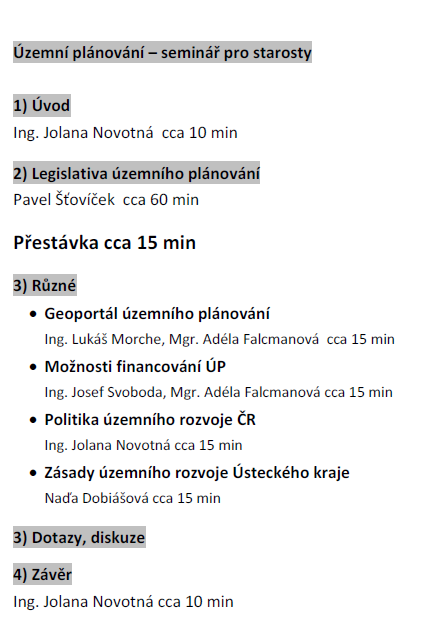 Územní plánování – seminář pro starosty
1) Úvod
Ing. Jolana Novotná  cca 10 min
2) Legislativa územního plánování
Pavel Šťovíček  cca 60 min
Přestávka cca 15 min
3) Různé
• Geoportál územního plánování
Ing. Lukáš Morche, Mgr. Adéla Falcmanová  cca 15 min
• Možnosti financování ÚP
Ing. Josef Svoboda, Mgr. Adéla Falcmanová cca 15 min
• Politika územního rozvoje ČR
Ing. Jolana Novotná cca 15 min
• Zásady územního rozvoje Ústeckého kraje
Naďa Dobiášová cca 15 min
3) Dotazy, diskuze
4) Závěr
Ing. Jolana Novotná cca 10 min